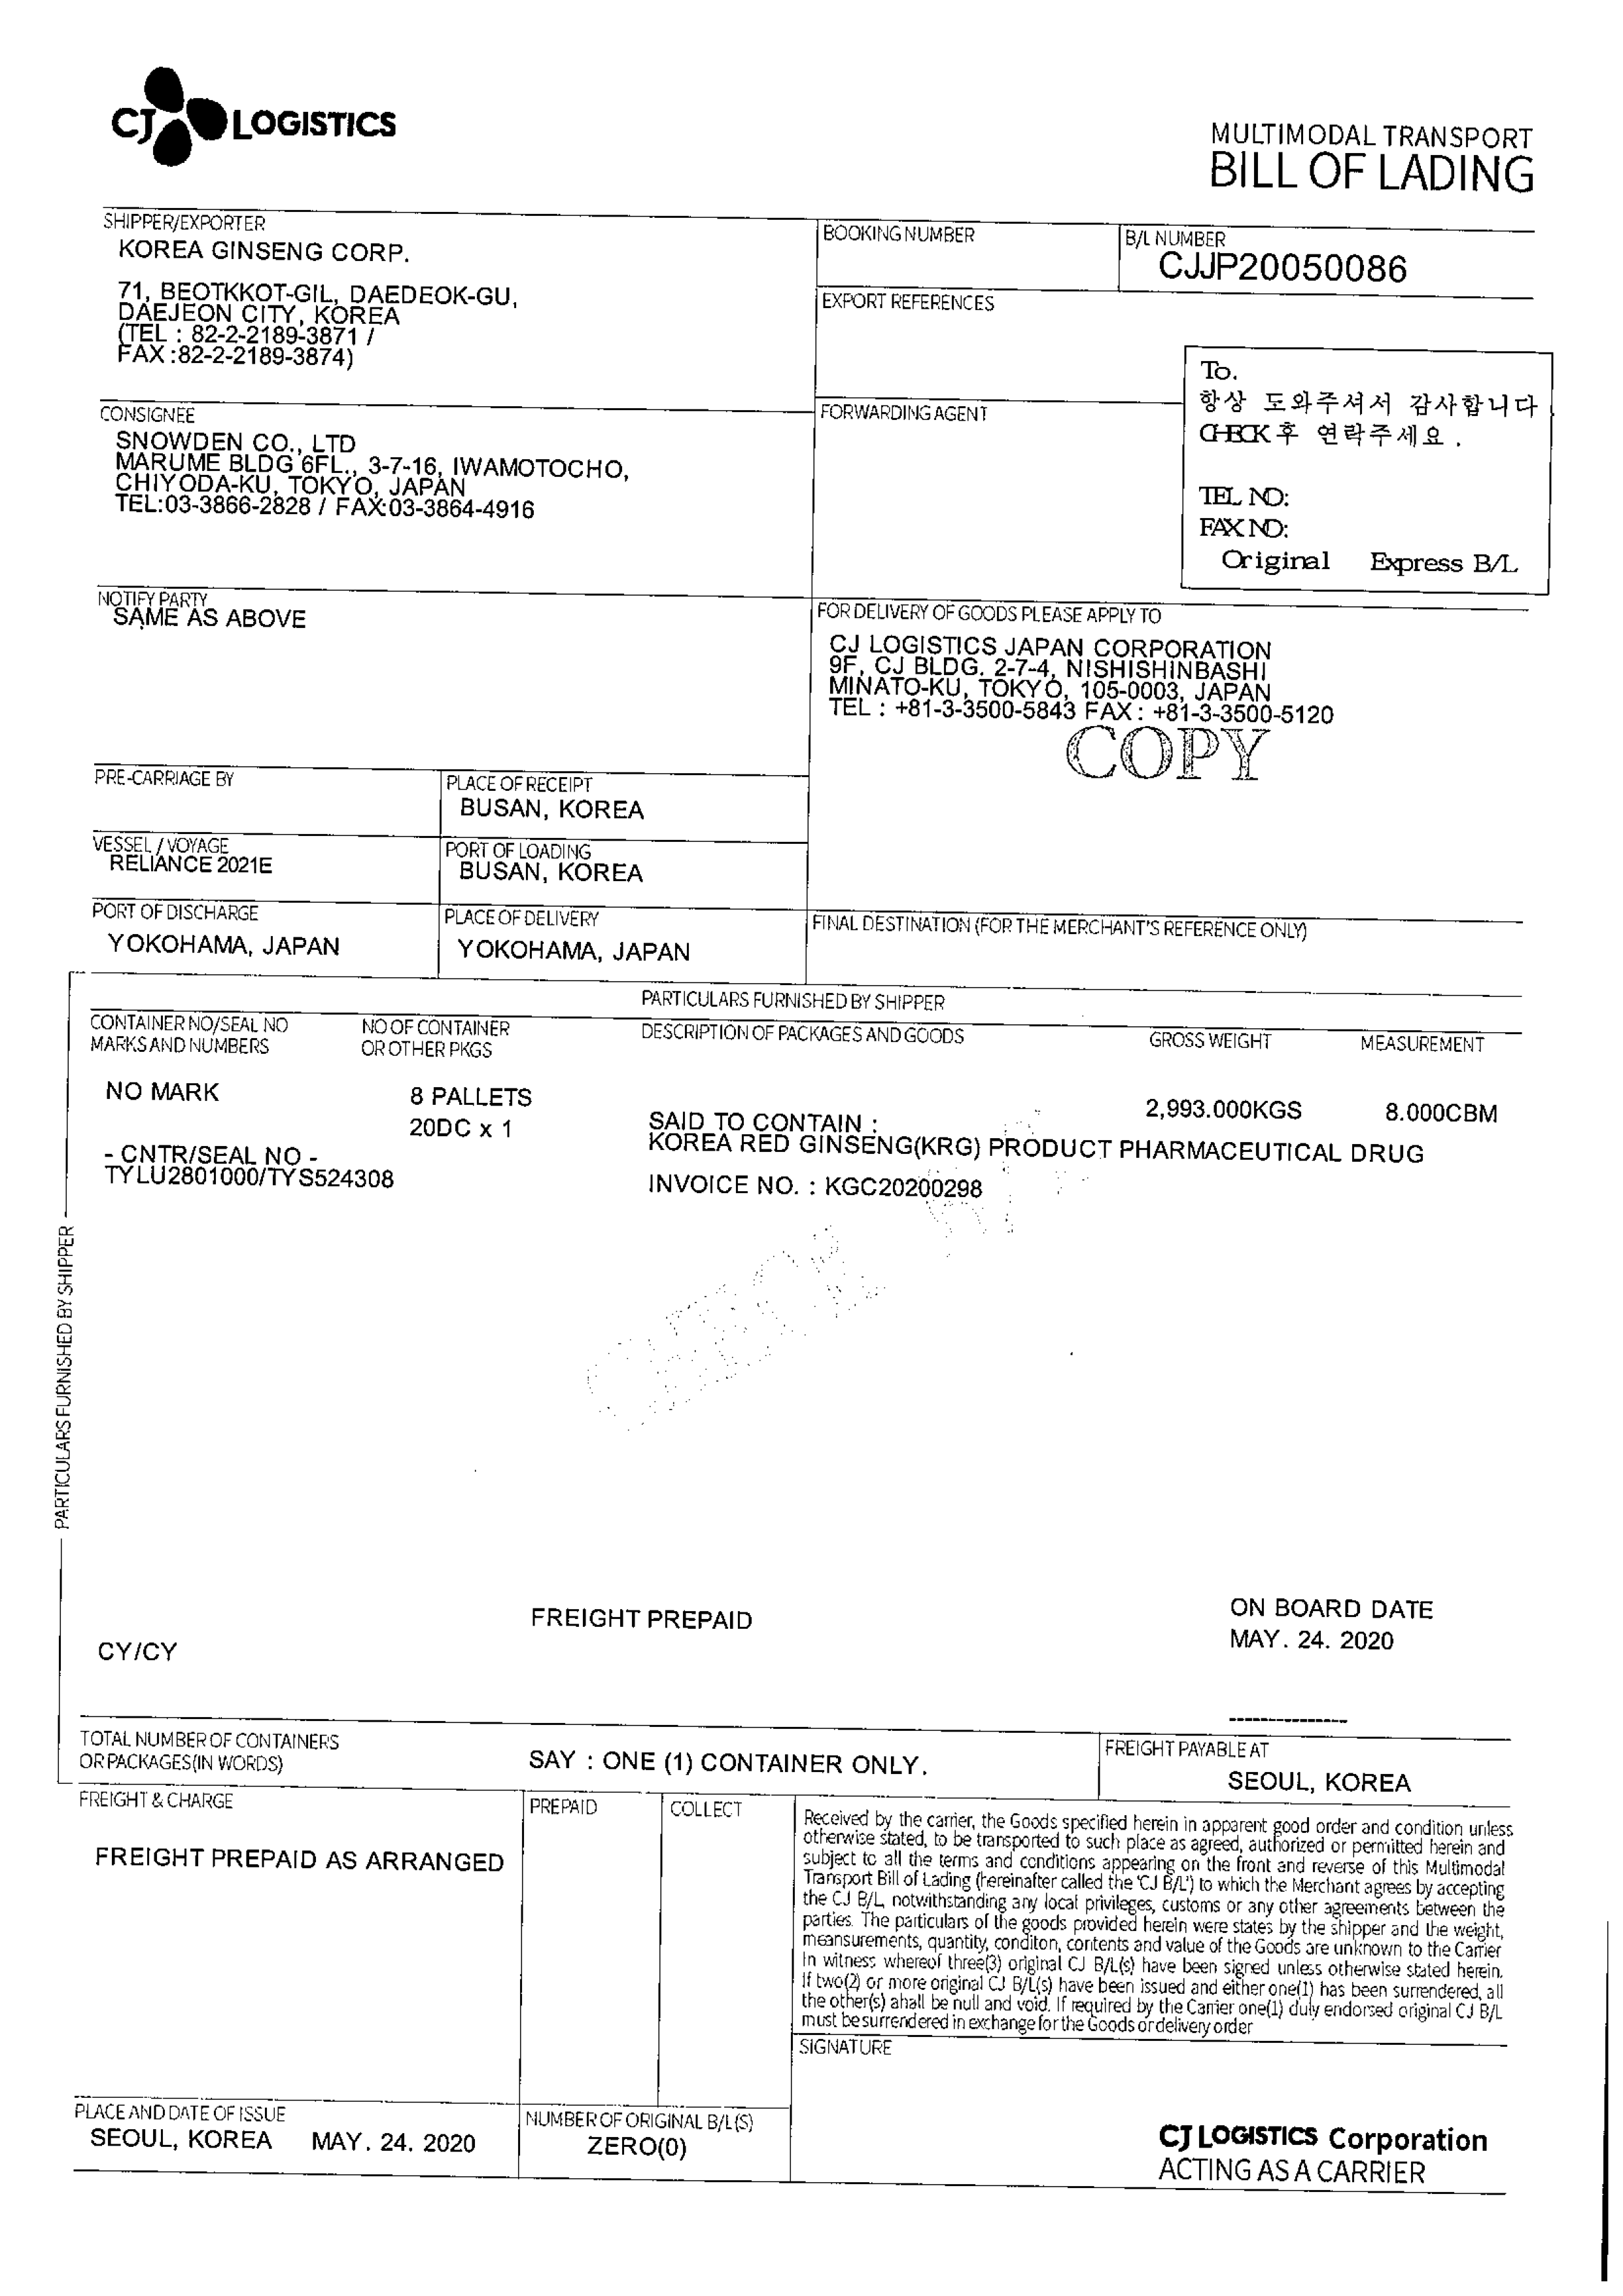 CJ LOGISTICS
MULTIMODAL TRANSPORT
BILL OF LADING
SHIPPER/EXPORTER
KOREA GINSENG CORP.
71, BEOTKKOT-GIL, DAEDEOK-GU,
DAEJEON CITY, KOREA
(TEL : 82-2-2189-3871 /
FAX :82-2-2189-3874)
BOOKING NUMBER
B/L NUMBER
CJJP20050086
EXPORT REFERENCES
To.
항상 도와주셔서 감사합니다
CHECK 후 연락주세요.
TEL NO:
FAX NO:
Original Express B/L
CONSIGNEE
SNOWDEN CO., LTD
MARUME BLDG 6FL., 3-7-16, IWAMOTOCHO,
CHIYODA-KU, TOKYO, JAPAN
TEL:03-3866-2828 / FAX:03-3864-4916
FORWARDING AGENT
NOTIFY PARTY
SAME AS ABOVE
FOR DELIVERY OF GOODS PLEASE APPLY TO
CJ LOGISTICS JAPAN CORPORATION
9F, CJ BLDG. 2-7-4, NISHISHINBASHI
MINATO-KU, TOKYO, 105-0003, JAPAN
TEL : +81-3-3500-5843 FAX : +81-3-3500-5120
COPY
PRE-CARRIAGE BY
PLACE OF RECEIPT
BUSAN, KOREA
VESSEL / VOYAGE
RELIANCE 2021E
PORT OF LOADING
BUSAN, KOREA
PORT OF DISCHARGE
YOKOHAMA, JAPAN
PLACE OF DELIVERY
YOKOHAMA, JAPAN
FINAL DESTINATION (FOR THE MERCHANT'S REFERENCE ONLY)
PARTICULARS FURNISHED BY SHIPPER
CONTAINER NO/SEAL NO
MARKS AND NUMBERS
NO OF CONTAINER
OR OTHER PKGS
DESCRIPTION OF PACKAGES AND GOODS
GROSS WEIGHT
MEASUREMENT
NO MARK
8 PALLETS
20DC x 1
2,993.000KGS
8.000CBM
SAID TO CONTAIN :
KOREA RED GINSENG(KRG) PRODUCT PHARMACEUTICAL DRUG
- CNTR/SEAL NO -
TYLU2801000/TYS524308
INVOICE NO. : KGC20200298
PARTICULARS FURNISHED BY SHIPPER
FREIGHT PREPAID
ON BOARD DATE
MAY. 24. 2020
CY/CY
---------------
TOTAL NUMBER OF CONTAINERS
OR PACKAGES(IN WORDS)
SAY : ONE (1) CONTAINER ONLY.
FREIGHT PAYABLE AT
SEOUL, KOREA
FREIGHT & CHARGE
PREPAID
COLLECT
FREIGHT PREPAID AS ARRANGED
Received by the carrier, the Goods specified herein in apparent good order and condition unless
otherwise stated, to be transported to such place as agreed, authorized or permitted herein and
subject to all the terms and conditions appearing on the front and reverse of this Multimodal
Transport Bill of Lading (hereinafter called the 'CJ B/L') to which the Merchant agrees by accepting
the CJ B/L, notwithstanding any local privileges, customs or any other agreements between the
parties. The particulars of the goods provided herein were states by the shipper and the weight,
meansurements, quantity, conditon, contents and value of the Goods are unknown to the Carrier
In witness whereof three(3) original CJ B/L(s) have been signed unless otherwise stated herein.
If two(2) or more original CJ B/L(s) have been issued and either one(1) has been surrendered, all
the other(s) ahall be null and void. If required by the Carrier one(1) duly endorsed original CJ B/L
must be surrendered in exchange for the Goods or delivery order
SIGNATURE
PLACE AND DATE OF ISSUE
SEOUL, KOREA MAY. 24. 2020
NUMBER OF ORIGINAL B/L(S)
ZERO(0)
CJ LOGISTICS Corporation
ACTING AS A CARRIER